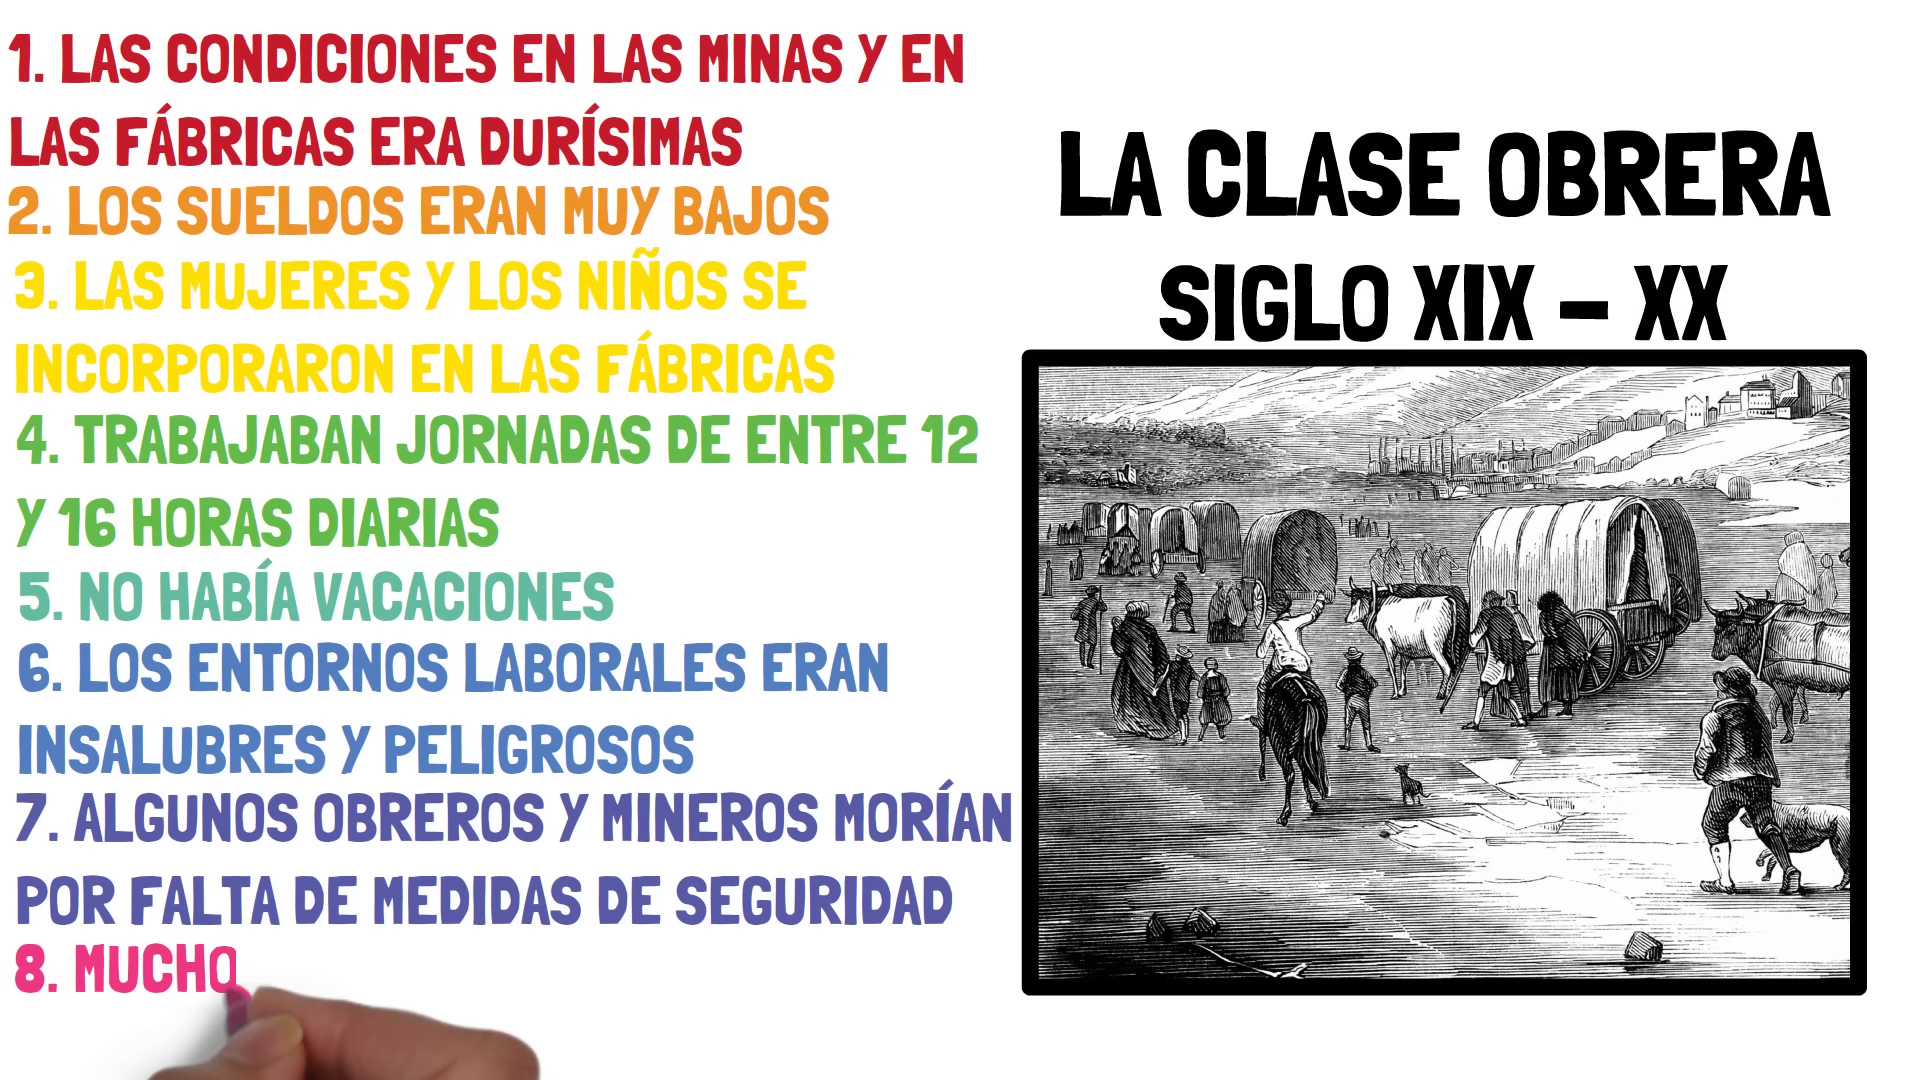 1. LAS CONDICIONES EN LAS MINAS Y EN
LAS FÁBRICAS ERA DURÍSIMAS
2. LOS SUELDOS ERAN MUY BAJOS
3. LAS MUJERES Y LOS NIÑOS SE
INCORPORARON EN LAS FÁBRICAS
4. TRABAJABAN JORNADAS DE ENTRE 12
Y 16 HORAS DIARIAS
5. NO HABÍA VACACIONES
6. LOS ENTORNOS LABORALES ERAN
INSALUBRES Y PELIGROSOS
7. ALGUNOS OBREROS Y MINEROS MORÍAN
POR FALTA DE MEDIDAS DE SEGURIDAD
8. MUCHO
LA CLASE OBRERA
SIGLO XIX – XX